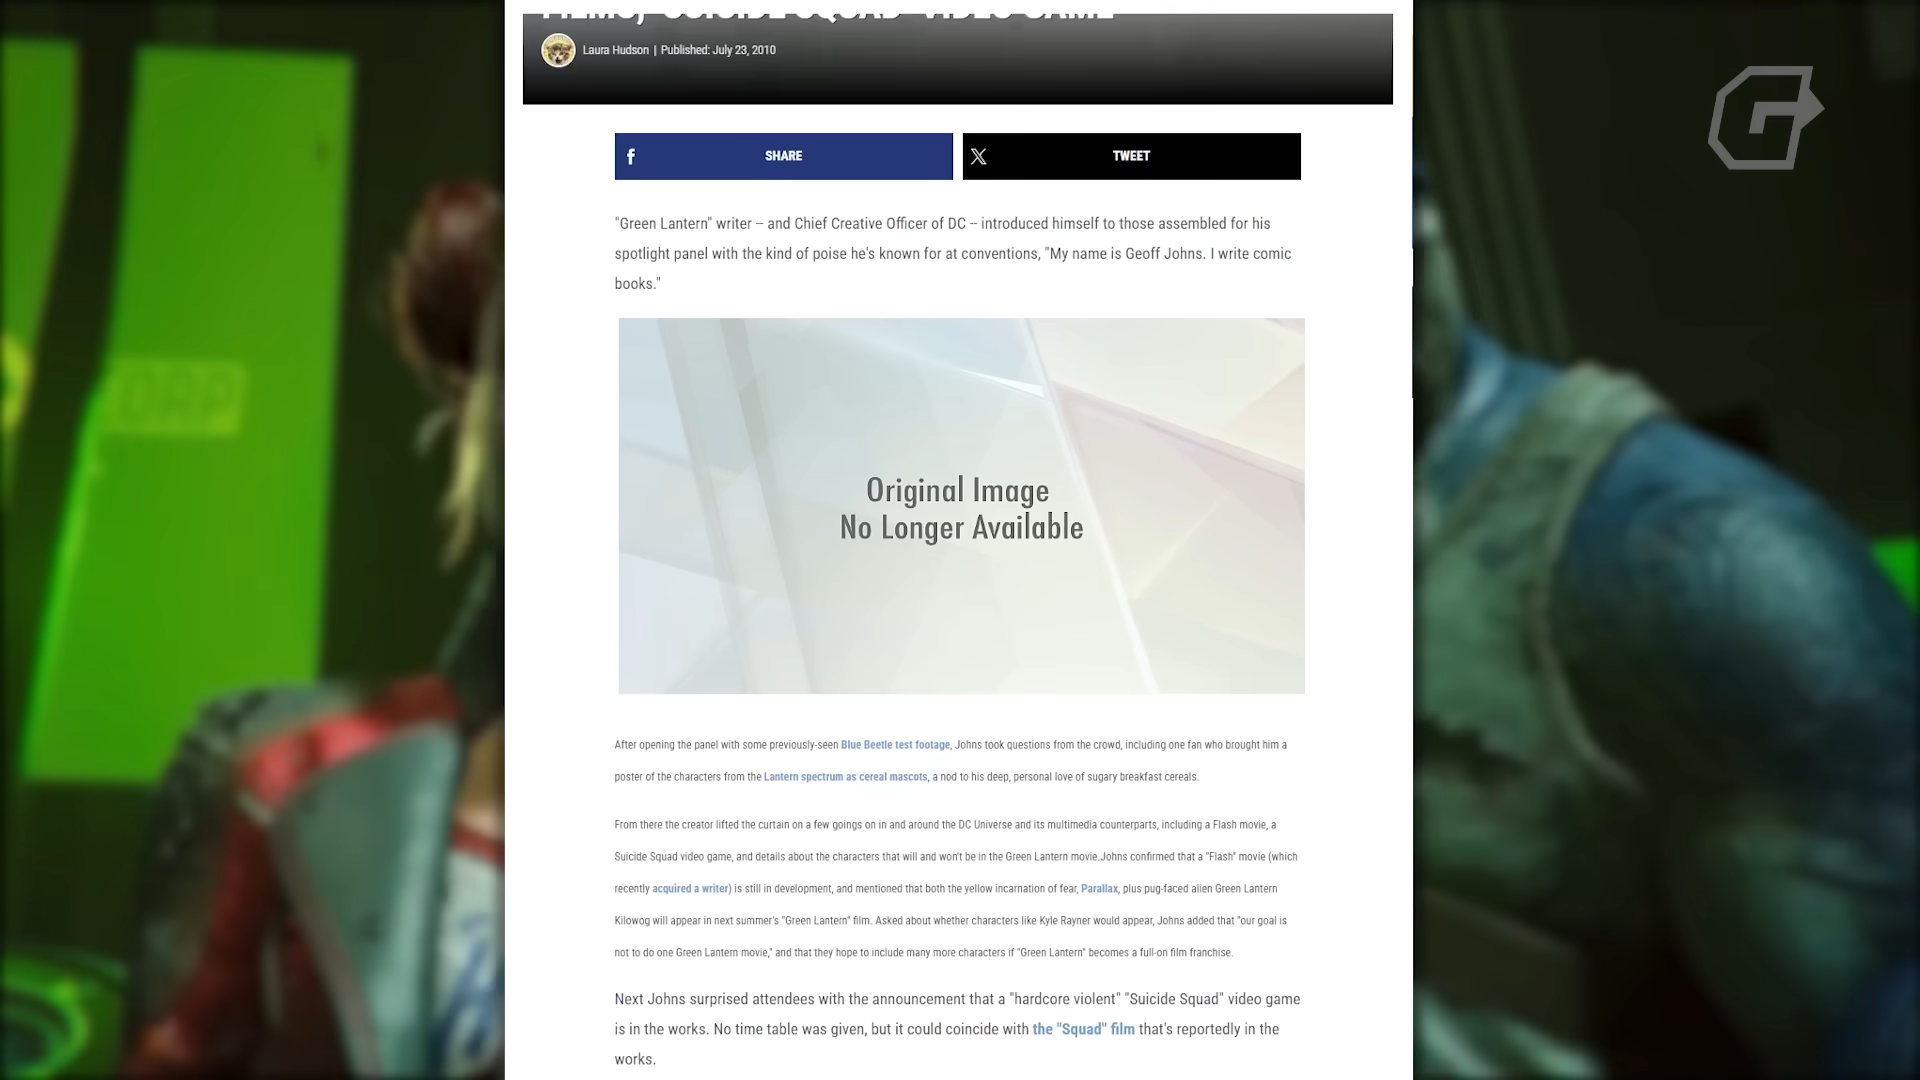 FILMS, 'SUICIDE SQUAD' VIDEO GAME
Laura Hudson | Published: July 23, 2010
f SHARE
X TWEET
"Green Lantern" writer -- and Chief Creative Officer of DC -- introduced himself to those assembled for his
spotlight panel with the kind of poise he's known for at conventions, "My name is Geoff Johns. I write comic
books."
Original Image
No Longer Available
After opening the panel with some previously-seen Blue Beetle test footage, Johns took questions from the crowd, including one fan who brought him a
poster of the characters from the Lantern spectrum as cereal mascots, a nod to his deep, personal love of sugary breakfast cereals.
From there the creator lifted the curtain on a few goings on in and around the DC Universe and its multimedia counterparts, including a Flash movie, a
Suicide Squad video game, and details about the characters that will and won't be in the Green Lantern movie.Johns confirmed that a "Flash" movie (which
recently acquired a writer) is still in development, and mentioned that both the yellow incarnation of fear, Parallax, plus pug-faced alien Green Lantern
Kilowog will appear in next summer's "Green Lantern" film. Asked about whether characters like Kyle Rayner would appear, Johns added that "our goal is
not to do one Green Lantern movie," and that they hope to include many more characters if "Green Lantern" becomes a full-on film franchise.
Next Johns surprised attendees with the announcement that a "hardcore violent" "Suicide Squad" video game
is in the works. No time table was given, but it could coincide with the "Squad" film that's reportedly in the
works.